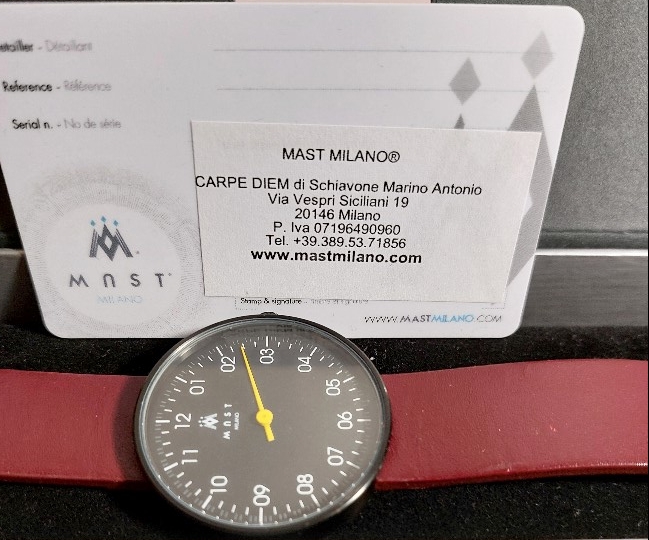 etailler - Détaillant
Reference - Référence
Serial n. - No de série
MAST MILANO®
CARPE DIEM di Schiavone Marino Antonio
Via Vespri Siciliani 19
20146 Milano
P. Iva 07196490960
Tel. +39.389.53.71856
www.mastmilano.com
MAST
MILANO
Stamp & signature -
WWW.MASTMILANO.COM
02
03
01
04
12
05
MAST
MILANO
06
11
07
10
09
08